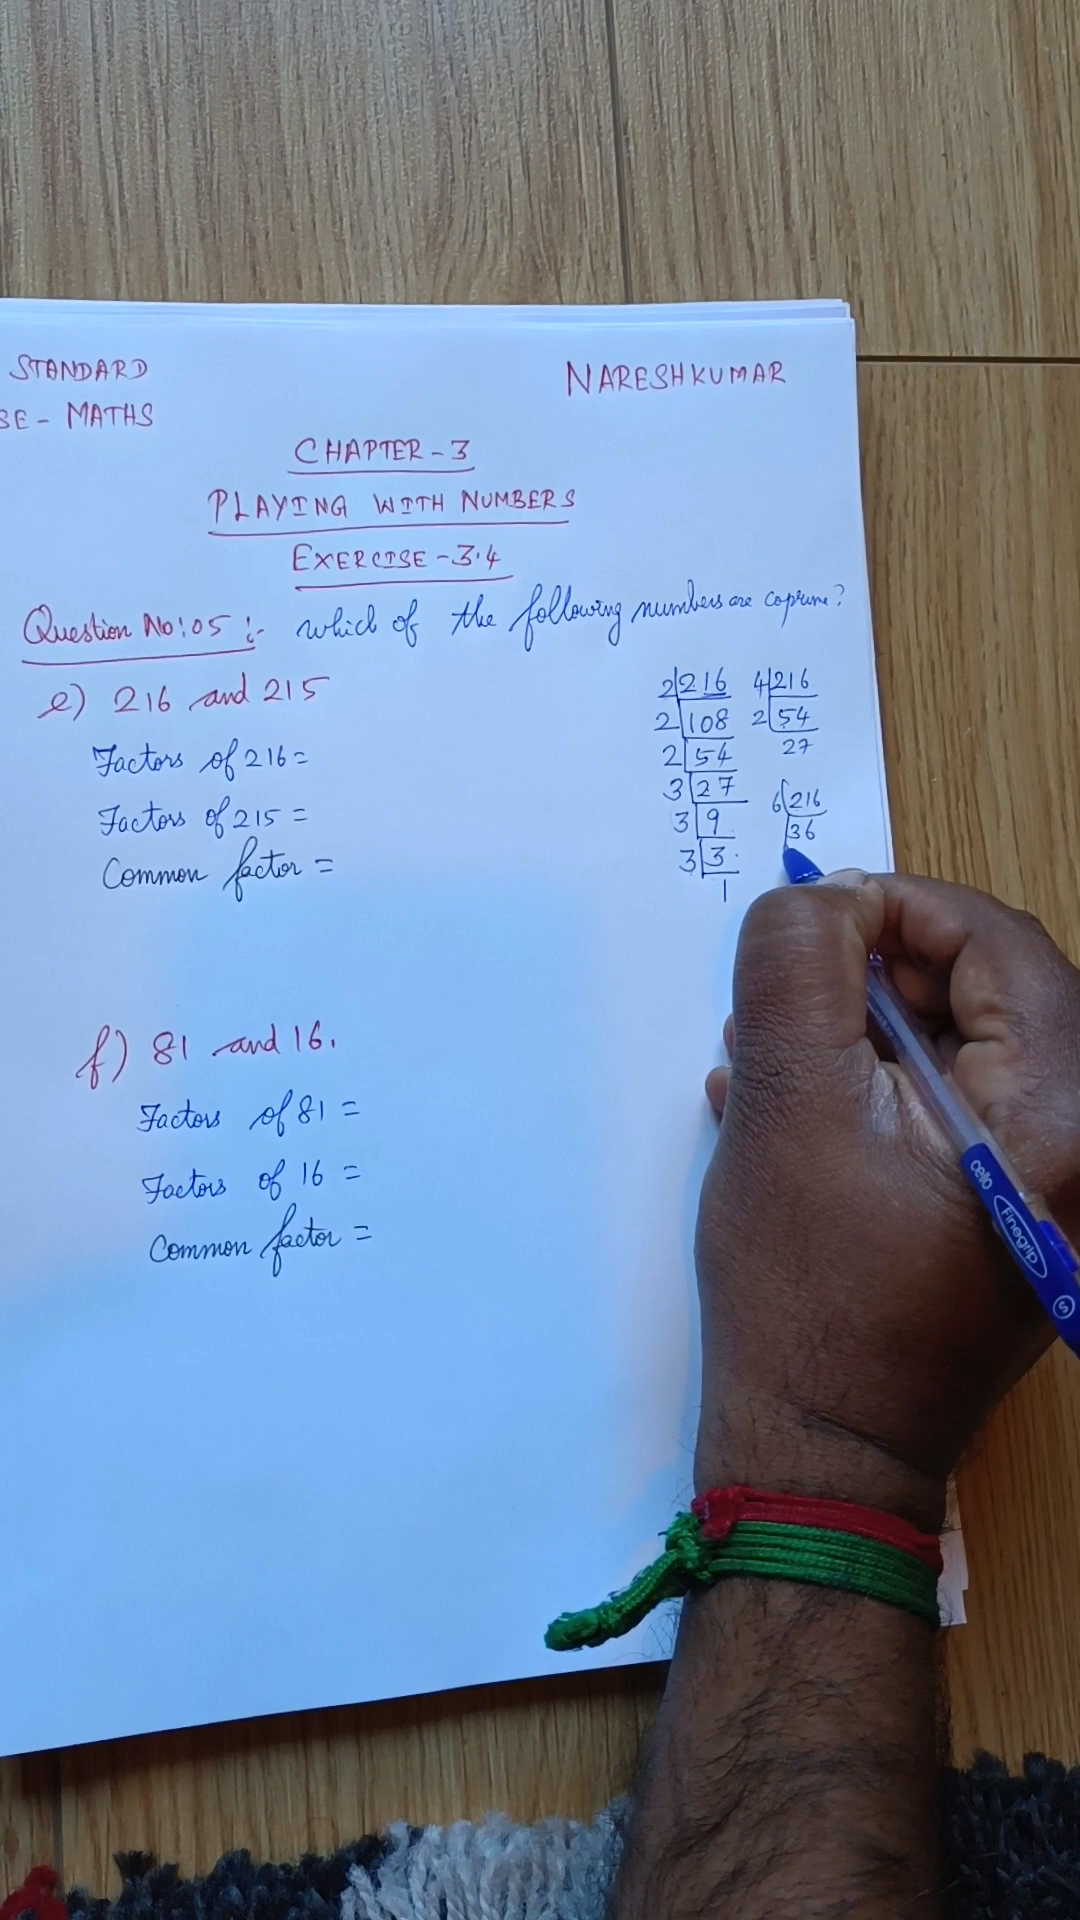 STANDARD
NARESHKUMAR
SE - MATHS
CHAPTER - 3
PLAYING WITH NUMBERS
EXERCISE - 3.4
Question No: 05 :- which of the following numbers are coprime?
e) 216 and 215
Factors of 216 =
Factors of 215 =
Common factor =
2 216
2 108
2 54
3 27
3 9
3 3
1
4 216
2 54
27
6 216
36
f) 81 and 16.
Factors of 81 =
Factors of 16 =
Common factor =
cello Finegrip S